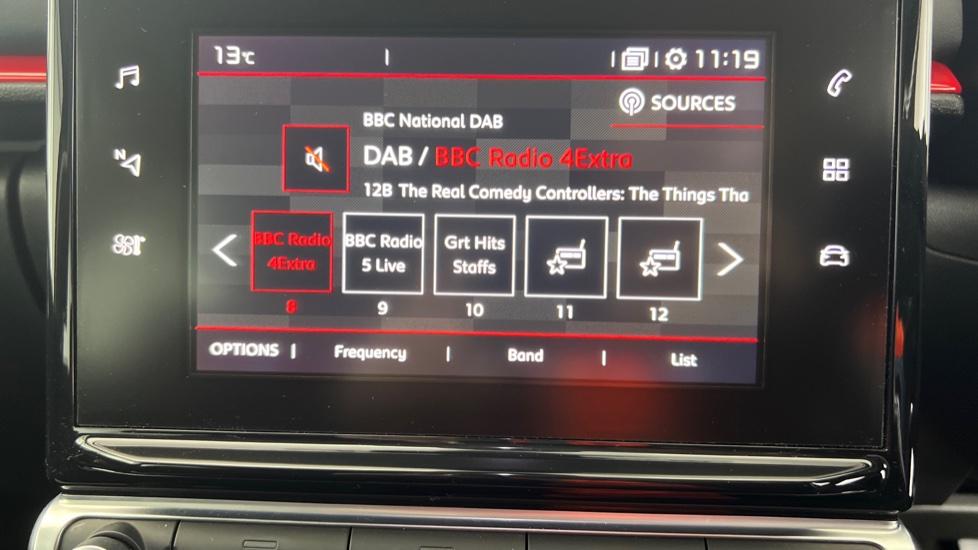 13°C 11:19
SOURCES
BBC National DAB
DAB / BBC Radio 4Extra
12B The Real Comedy Controllers: The Things Tha
BBC Radio 4Extra
BBC Radio 5 Live
Grt Hits Staffs
8 9 10 11 12
OPTIONS Frequency Band List
N